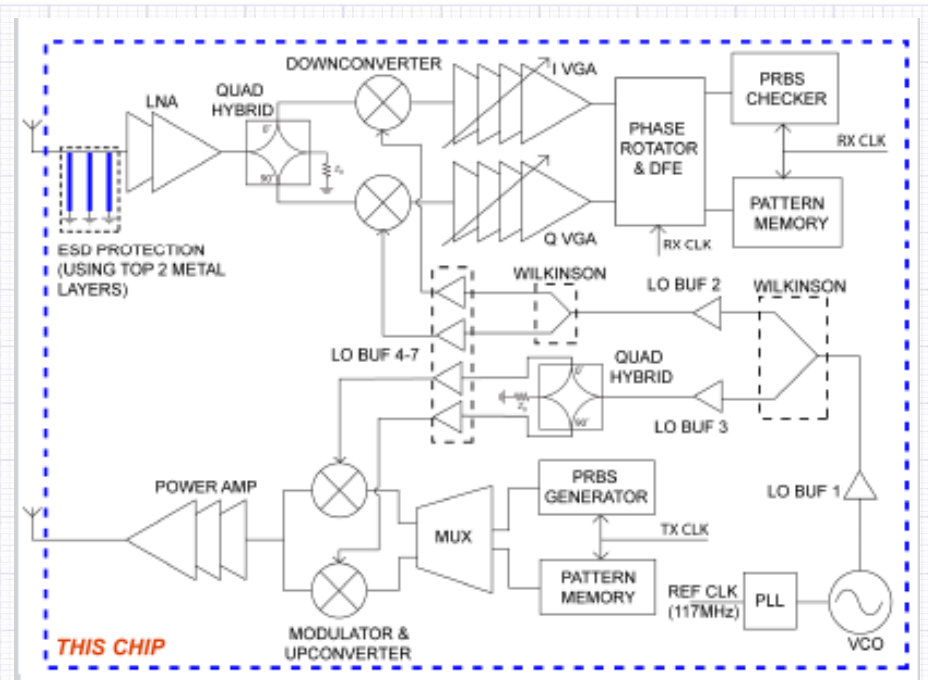 DOWNCONVERTER
I VGA
LNA
QUAD
HYBRID
0°
90°
Z₀
PHASE
ROTATOR
& DFE
PRBS
CHECKER
RX CLK
PATTERN
MEMORY
Q VGA
RX CLK
ESD PROTECTION
(USING TOP 2 METAL
LAYERS)
WILKINSON
LO BUF 2
WILKINSON
LO BUF 4-7
QUAD
HYBRID
0°
Z₀
90°
LO BUF 3
POWER AMP
PRBS
GENERATOR
LO BUF 1
MUX
TX CLK
PATTERN
MEMORY
REF CLK
(117MHz)
PLL
VCO
MODULATOR &
UPCONVERTER
THIS CHIP